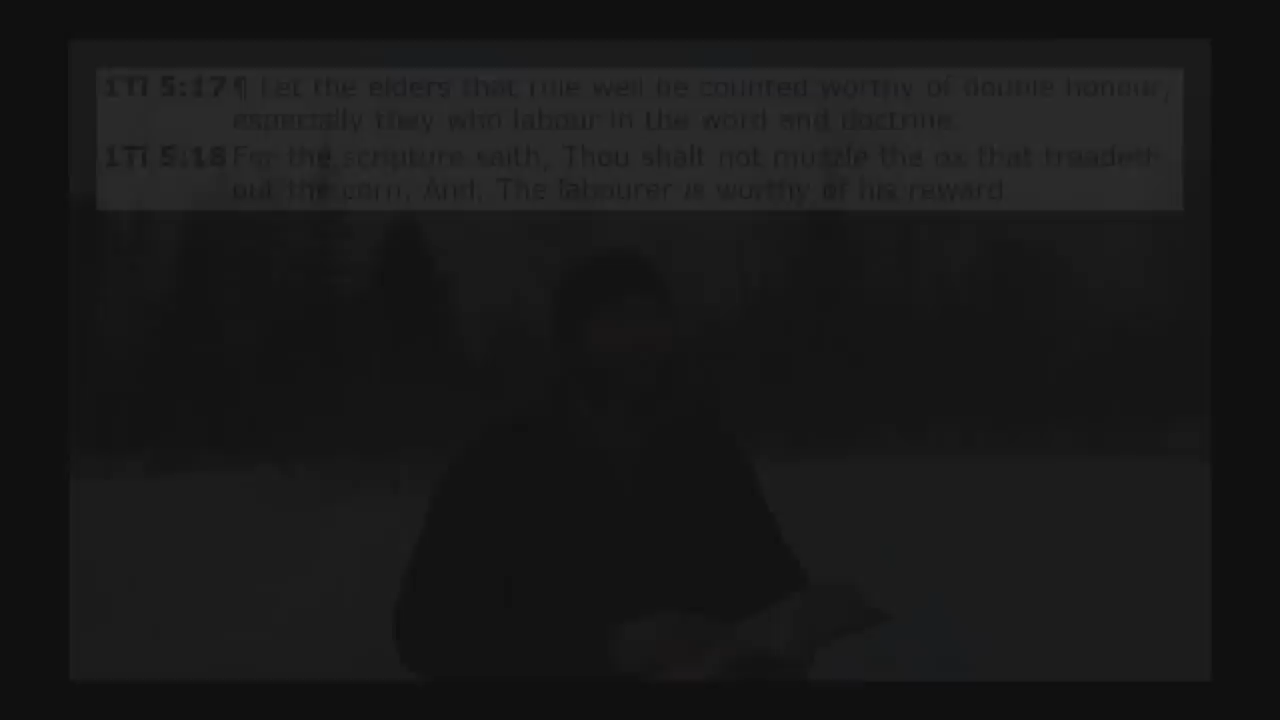 1Ti 5:17 ¶ Let the elders that rule well be counted worthy of double honour,
especially they who labour in the word and doctrine.
1Ti 5:18 For the scripture saith, Thou shalt not muzzle the ox that treadeth
out the corn. And, The labourer is worthy of his reward.